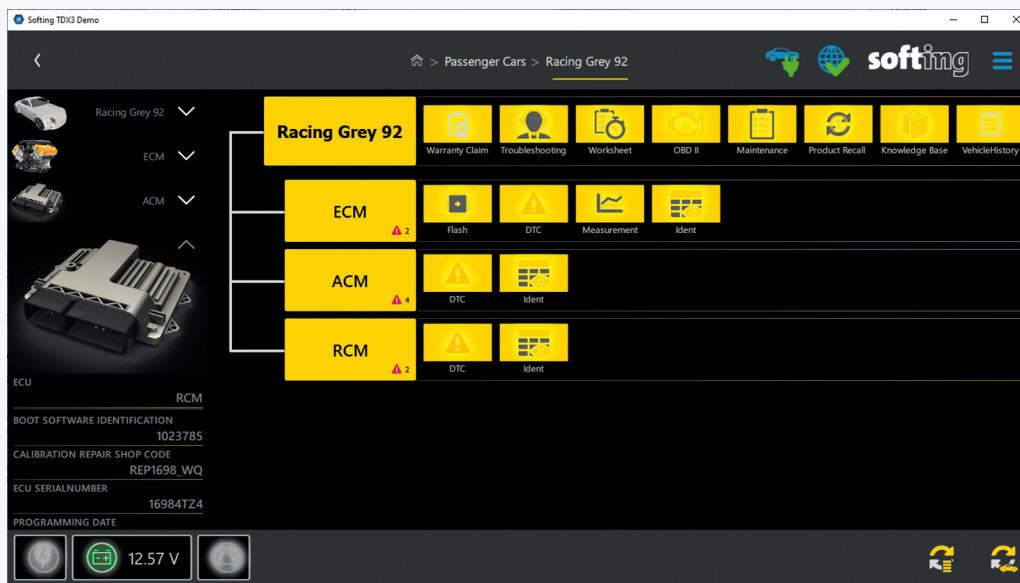 Softing TDX3 Demo
> Passenger Cars > Racing Grey 92
softing
Racing Grey 92
ECM
ACM
Racing Grey 92
Warranty Claim
Troubleshooting
Worksheet
OBD II
Maintenance
Product Recall
Knowledge Base
VehicleHistory
ECM
2
Flash
DTC
Measurement
Ident
ACM
4
DTC
Ident
RCM
2
DTC
Ident
ECU
RCM
BOOT SOFTWARE IDENTIFICATION
1023785
CALIBRATION REPAIR SHOP CODE
REP1698_WQ
ECU SERIALNUMBER
16984TZ4
PROGRAMMING DATE
12.57 V